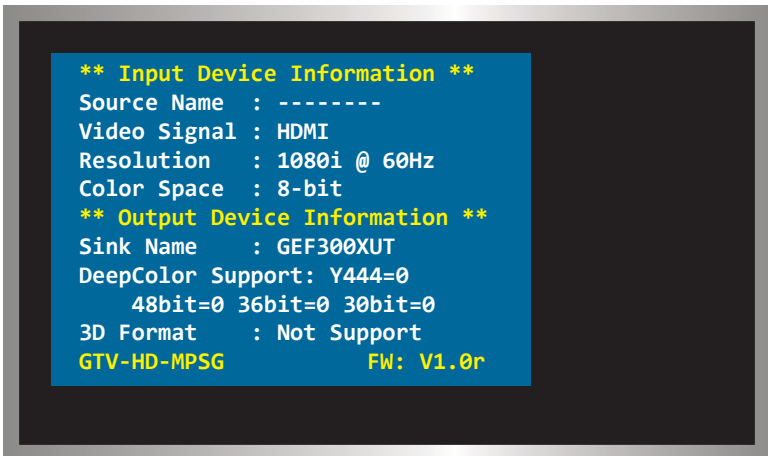 ** Input Device Information **
Source Name  : --------
Video Signal : HDMI
Resolution   : 1080i @ 60Hz
Color Space  : 8-bit
** Output Device Information **
Sink Name    : GEF300XUT
DeepColor Support: Y444=0
48bit=0 36bit=0 30bit=0
3D Format    : Not Support
GTV-HD-MPSG           FW: V1.0r